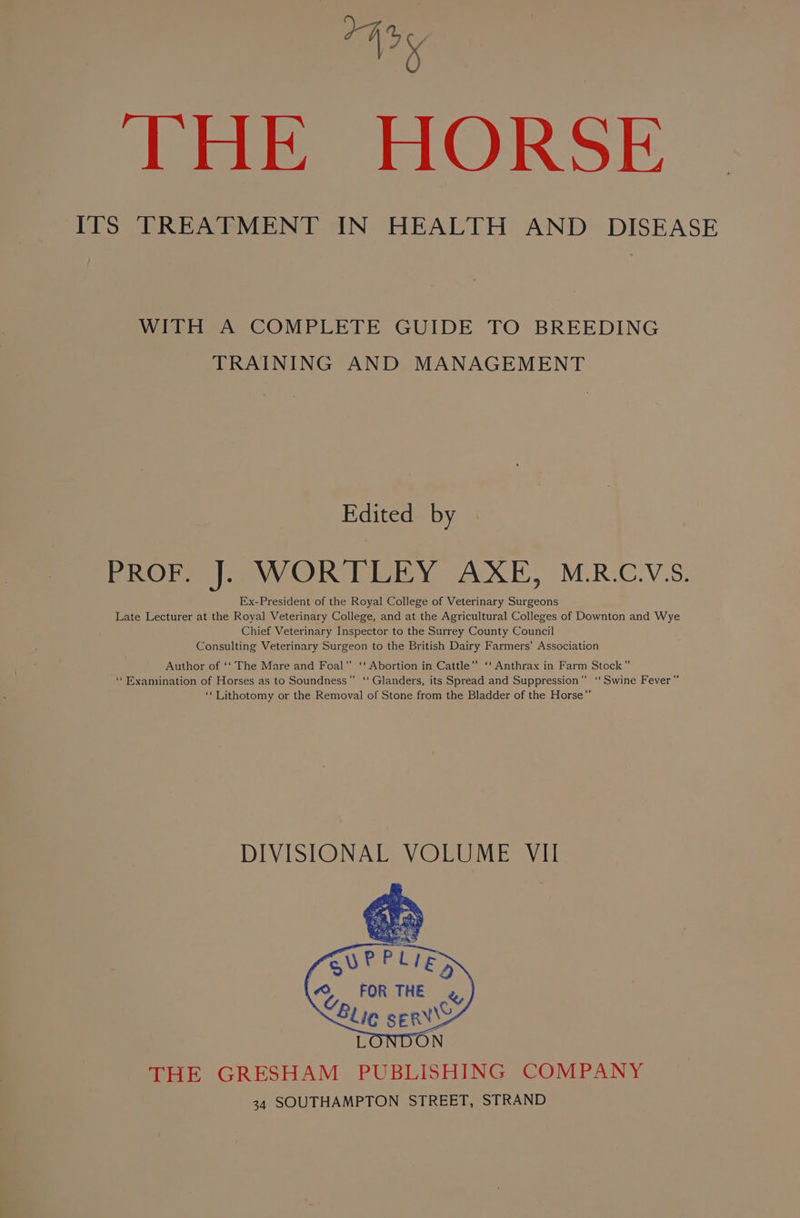 THE HORSE
ITS TREATMENT IN HEALTH AND DISEASE
WITH A COMPLETE GUIDE TO BREEDING
TRAINING AND MANAGEMENT
Edited by
PROF. J. WORTLEY AXE, M.R.C.V.S.
Ex-President of the Royal College of Veterinary Surgeons
Late Lecturer at the Royal Veterinary College, and at the Agricultural Colleges of Downton and Wye
Chief Veterinary Inspector to the Surrey County Council
Consulting Veterinary Surgeon to the British Dairy Farmers' Association
Author of “The Mare and Foal” “Abortion in Cattle” “Anthrax in Farm Stock”
“Examination of Horses as to Soundness” “Glanders, its Spread and Suppression” “Swine Fever”
“Lithotomy or the Removal of Stone from the Bladder of the Horse”
DIVISIONAL VOLUME VII
SUPPLIED
FOR THE
PUBLIC SERVICE
LONDON
THE GRESHAM PUBLISHING COMPANY
34 SOUTHAMPTON STREET, STRAND